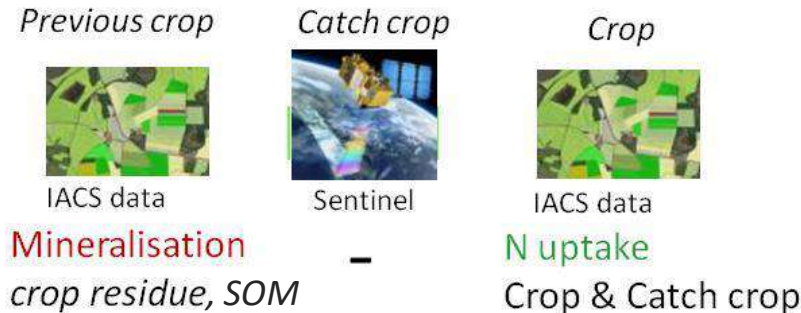 Previous crop Catch crop Crop
IACS data Sentinel IACS data
Mineralisation – N uptake
crop residue, SOM Crop & Catch crop